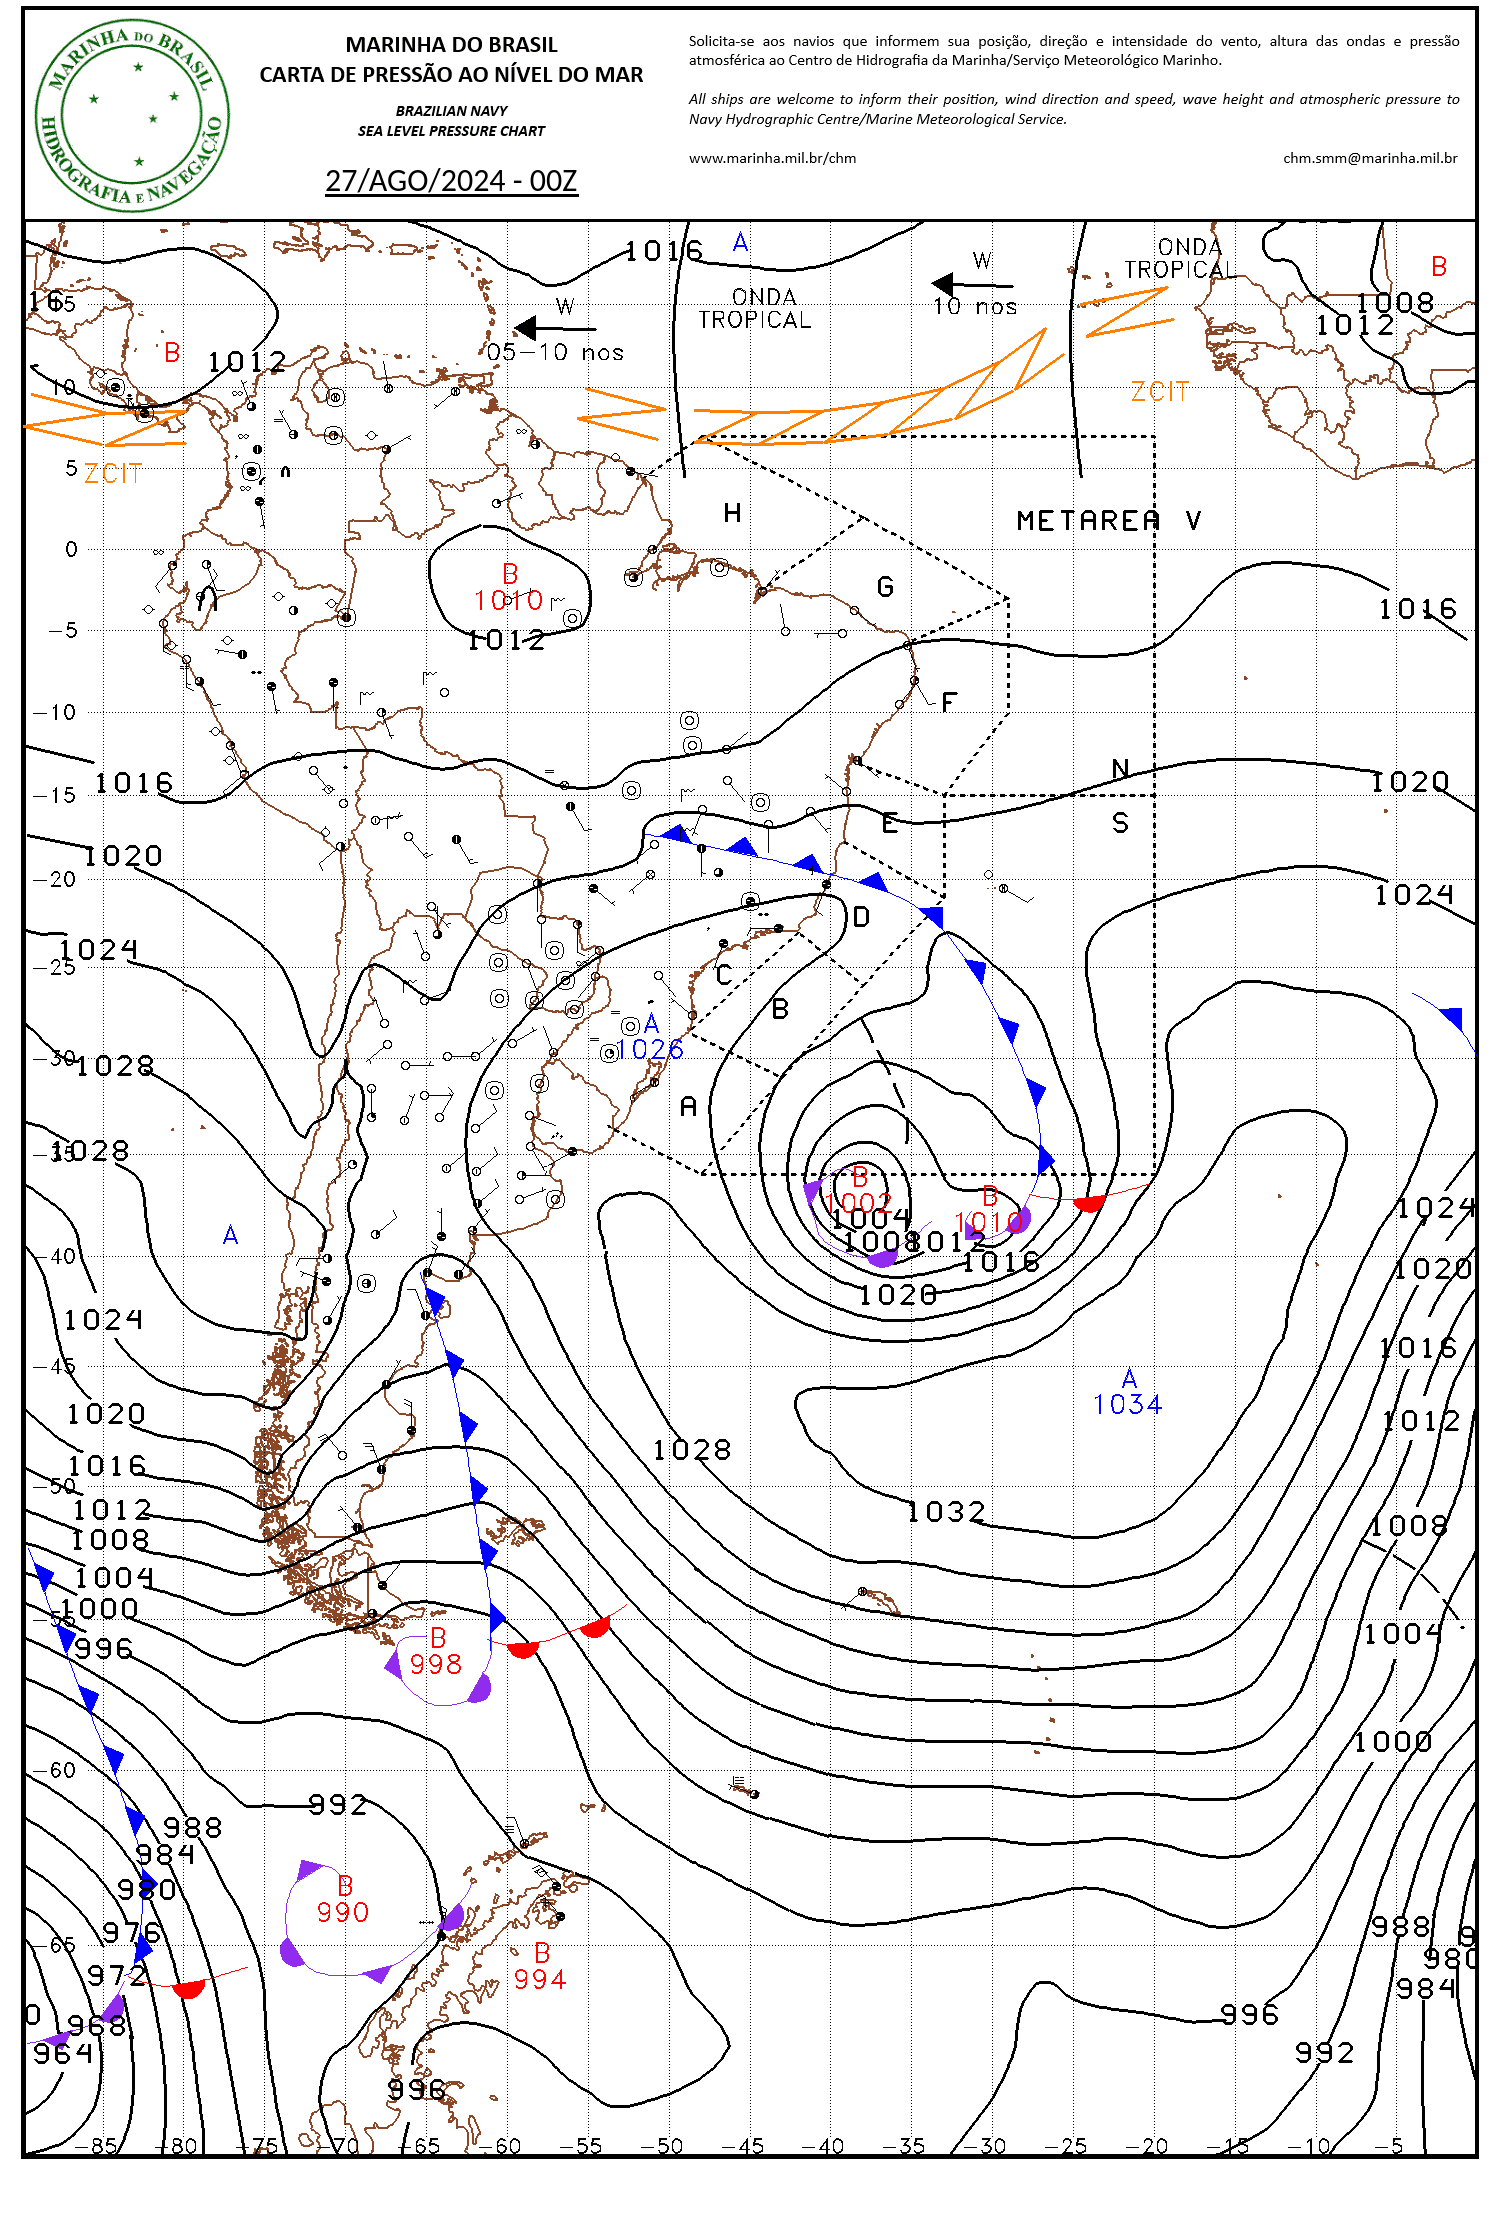 MARINHA DO BRASIL
HIDROGRAFIA E NAVEGAÇÃO
MARINHA DO BRASIL
CARTA DE PRESSÃO AO NÍVEL DO MAR
BRAZILIAN NAVY
SEA LEVEL PRESSURE CHART
27/AGO/2024 - 00Z
Solicita-se aos navios que informem sua posição, direção e intensidade do vento, altura das ondas e pressão
atmosférica ao Centro de Hidrografia da Marinha/Serviço Meteorológico Marinho.
All ships are welcome to inform their position, wind direction and speed, wave height and atmospheric pressure to
Navy Hydrographic Centre/Marine Meteorological Service.
www.marinha.mil.br/chm chm.smm@marinha.mil.br
1016 A ONDA
TROPICAL B
W
10 nos
ONDA
TROPICAL
W
05-10 nos
16 15
1008
1012
B 1012
10
ZCIT
5 ZCIT
H METAREA V
0
B
1010
G
1016
-5 1012
F
-10
N
1016 1020
-15
E S
1020
-20
1024
D
1024
-25
C
B
A
1026
-30
1028
A
1028
-35
B
1002
B
1010
1024
1004
A
1008 1012
-40 1016
1020
1020
1024
1016
-45
A
1034
1020 1012
1028
1016
-50
1012 1032
1008 1008
1004
1000
-55
996
B
998
1004
1000
-60
992
988
984
980
B
990
976
-65
988
980
972
B
994
984
968
996
964
992
996
-85 -80 -75 -70 -65 -60 -55 -50 -45 -40 -35 -30 -25 -20 -15 -10 -5